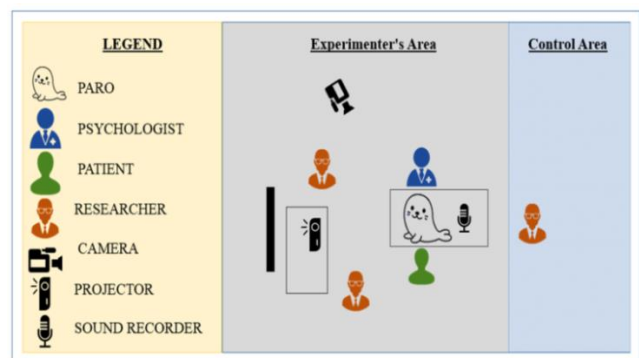 LEGEND
PARO
PSYCHOLOGIST
PATIENT
RESEARCHER
CAMERA
PROJECTOR
SOUND RECORDER
Experimenter's Area
Control Area